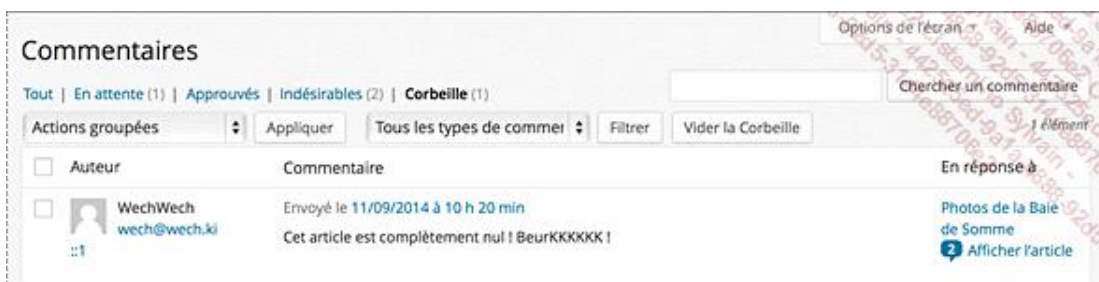 Options de l'écran Aide
Commentaires
Tout | En attente (1) | Approuvés | Indésirables (2) | Corbeille (1)
Chercher un commentaire
Actions groupées Appliquer Tous les types de commer Filtrer Vider la Corbeille 1 élément
Auteur Commentaire En réponse à
WechWech Envoyé le 11/09/2014 à 10 h 20 min Photos de la Baie
wech@wech.ki Cet article est complètement nul ! BeurKKKKKK ! de Somme
::1 2 Afficher l'article